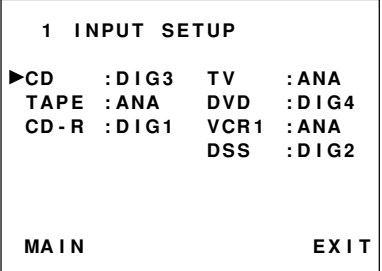 1 INPUT SETUP
►CD :DIG3 TV :ANA
TAPE :ANA DVD :DIG4
CD-R :DIG1 VCR1 :ANA
DSS :DIG2
MAIN EXIT